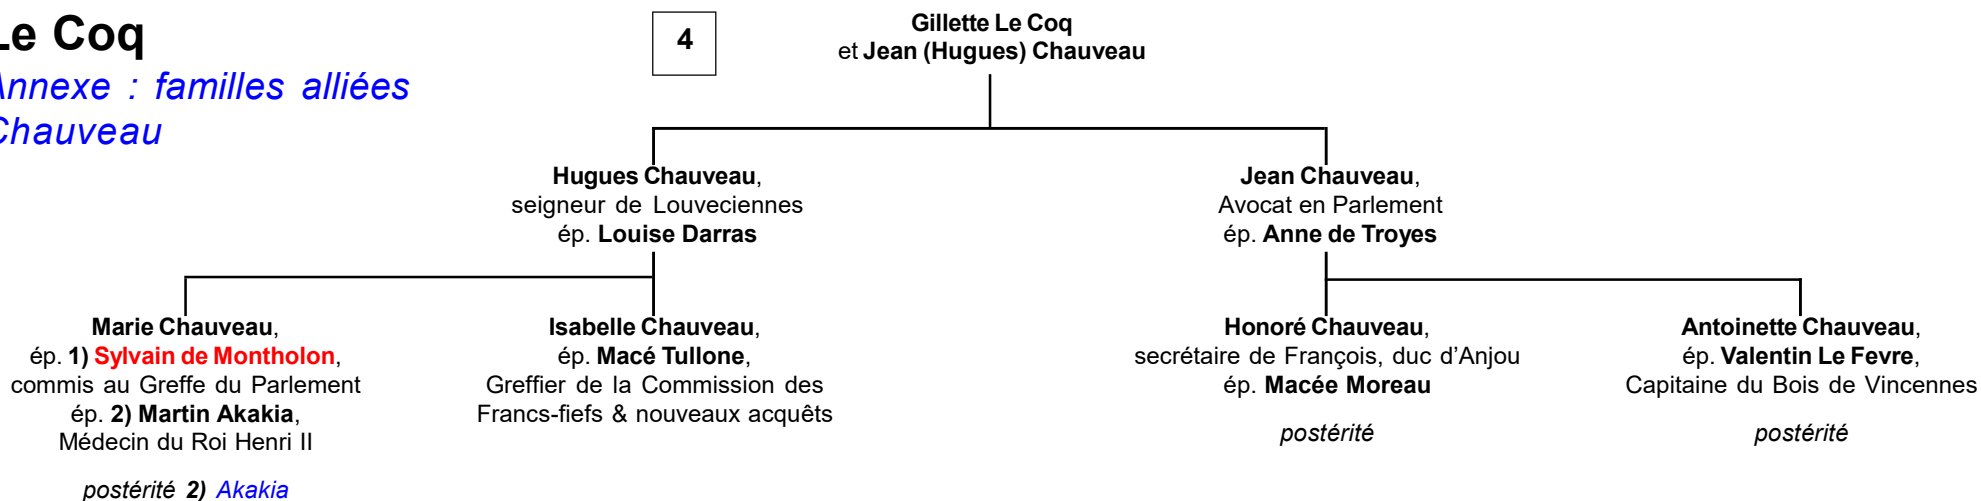 Le Coq
Annexe : familles alliées
Chauveau
4
Gillette Le Coq
et Jean (Hugues) Chauveau
Hugues Chauveau,
seigneur de Louveciennes
ép. Louise Darras
Jean Chauveau,
Avocat en Parlement
ép. Anne de Troyes
Marie Chauveau,
ép. 1) Sylvain de Montholon,
commis au Greffe du Parlement
ép. 2) Martin Akakia,
Médecin du Roi Henri II
postérité 2) Akakia
Isabelle Chauveau,
ép. Macé Tullone,
Greffier de la Commission des
Francs-fiefs & nouveaux acquêts
Honoré Chauveau,
secrétaire de François, duc d'Anjou
ép. Macée Moreau
postérité
Antoinette Chauveau,
ép. Valentin Le Fevre,
Capitaine du Bois de Vincennes
postérité